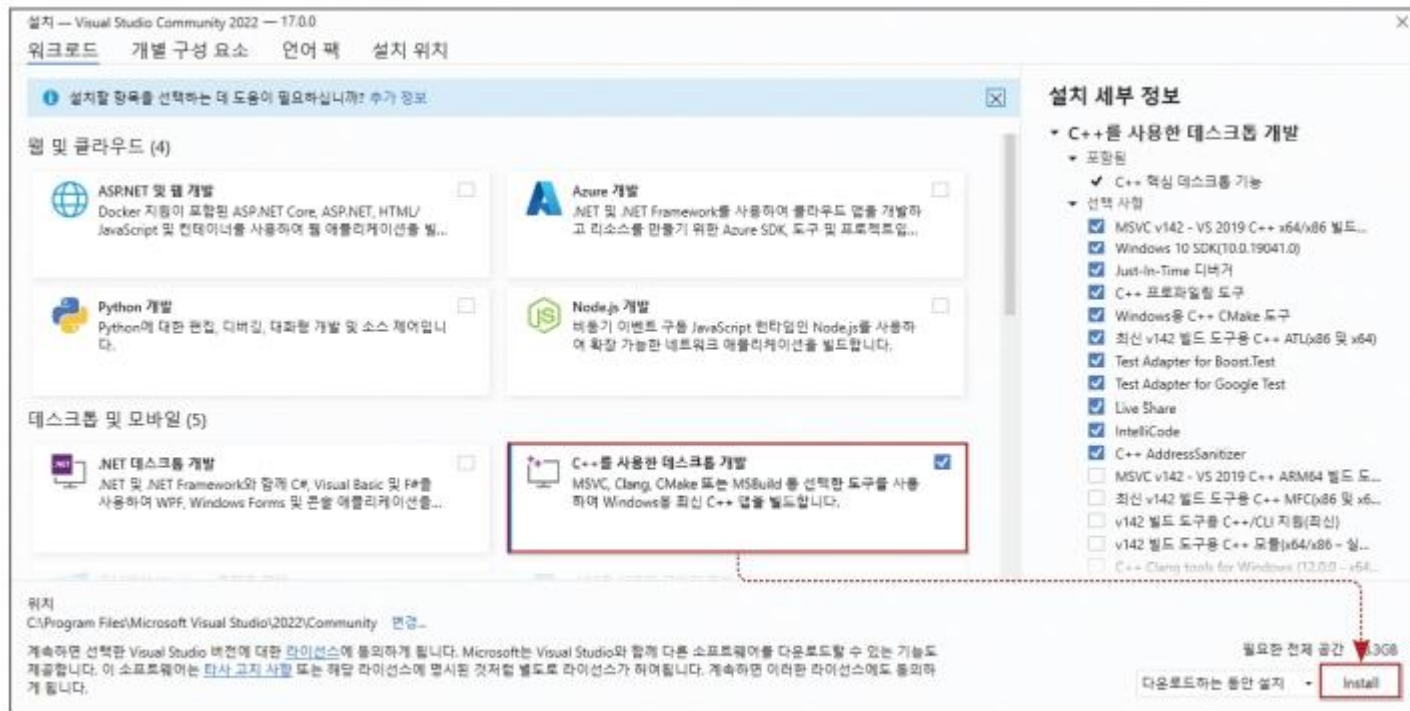 설치 — Visual Studio Community 2022 — 17.0.0
워크로드 개별 구성 요소 언어 팩 설치 위치
설치할 항목을 선택하는 데 도움이 필요하십니까? 추가 정보
웹 및 클라우드 (4)
ASP.NET 및 웹 개발
Docker 지원이 포함된 ASP.NET Core, ASP.NET, HTML/
JavaScript 및 컨테이너를 사용하여 웹 애플리케이션을 빌...
Azure 개발
.NET 및 .NET Framework를 사용하여 클라우드 앱을 개발하
고 리소스를 만들기 위한 Azure SDK, 도구 및 프로젝트입...
Python 개발
Python에 대한 편집, 디버깅, 대화형 개발 및 소스 제어입니
다.
Node.js 개발
비동기 이벤트 구동 JavaScript 런타임인 Node.js를 사용하
여 확장 가능한 네트워크 애플리케이션을 빌드합니다.
데스크톱 및 모바일 (5)
.NET 데스크톱 개발
.NET 및 .NET Framework와 함께 C#, Visual Basic 및 F#를
사용하여 WPF, Windows Forms 및 콘솔 애플리케이션을...
C++를 사용한 데스크톱 개발
MSVC, Clang, CMake 또는 MSBuild 등 선택한 도구를 사용
하여 Windows용 최신 C++ 앱을 빌드합니다.
설치 세부 정보
C++를 사용한 데스크톱 개발
포함됨
C++ 핵심 데스크톱 기능
선택 사항
MSVC v142 - VS 2019 C++ x64/x86 빌드...
Windows 10 SDK(10.0.19041.0)
Just-In-Time 디버거
C++ 프로파일링 도구
Windows용 C++ CMake 도구
최신 v142 빌드 도구용 C++ ATL(x86 및 x64)
Test Adapter for Boost.Test
Test Adapter for Google Test
Live Share
IntelliCode
C++ AddressSanitizer
MSVC v142 - VS 2019 C++ ARM64 빌드 도...
최신 v142 빌드 도구용 C++ MFC(x86 및 x6...
v142 빌드 도구용 C++/CLI 지원(최신)
v142 빌드 도구용 C++ 모듈(x64/x86 – 실...
C++ Clang tools for Windows (12.0.0 - x64...
위치
C:\Program Files\Microsoft Visual Studio\2022\Community 변경...
계속하면 선택한 Visual Studio 버전에 대한 라이선스에 동의하게 됩니다. Microsoft는 Visual Studio와 함께 다른 소프트웨어를 다운로드할 수 있는 기능도
제공합니다. 이 소프트웨어는 타사 고지 사항 또는 해당 라이선스에 명시된 것처럼 별도로 라이선스가 허여됩니다. 계속하면 이러한 라이선스에도 동의하
게 됩니다.
필요한 전체 공간
다운로드하는 동안 설치 Install